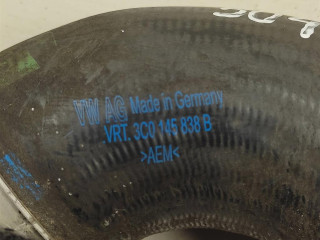 VW AG Made in Germany
VRT. 3C0 145 838 B
>AEM<